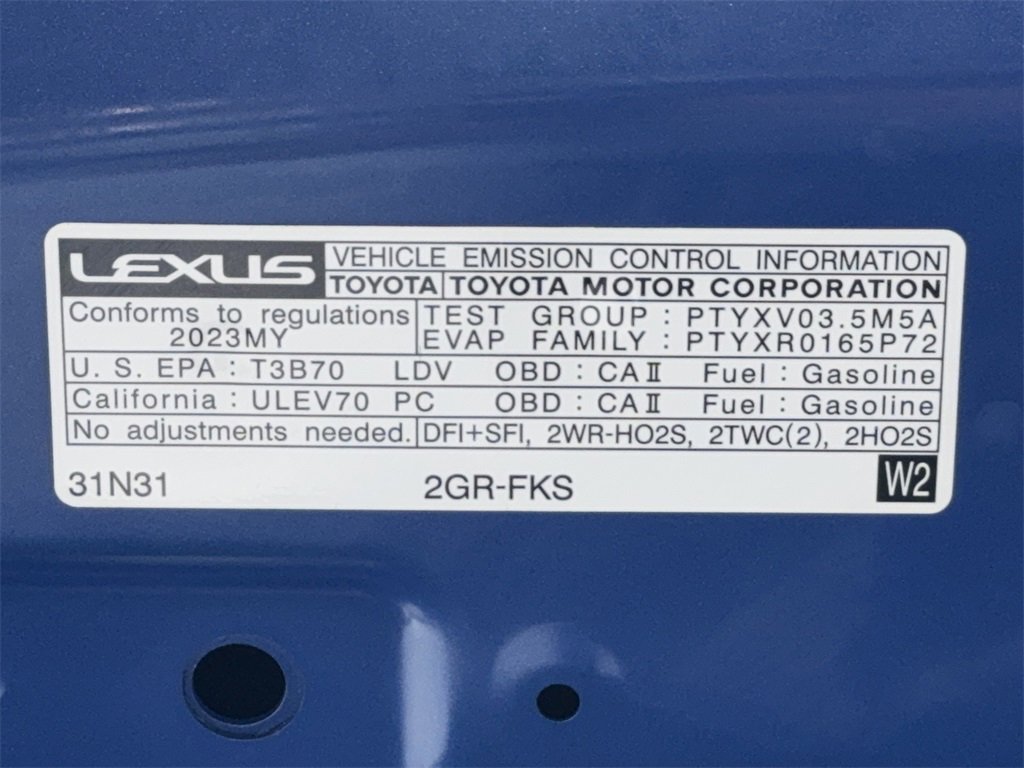 LEXUS VEHICLE EMISSION CONTROL INFORMATION
TOYOTA TOYOTA MOTOR CORPORATION
Conforms to regulations
2023MY
TEST GROUP : PTYXV03.5M5A
EVAP FAMILY : PTYXR0165P72
U. S. EPA : T3B70 LDV OBD : CAⅡ Fuel : Gasoline
California : ULEV70 PC OBD : CAⅡ Fuel : Gasoline
No adjustments needed. DFI+SFI, 2WR-HO2S, 2TWC(2), 2HO2S
31N31 2GR-FKS W2